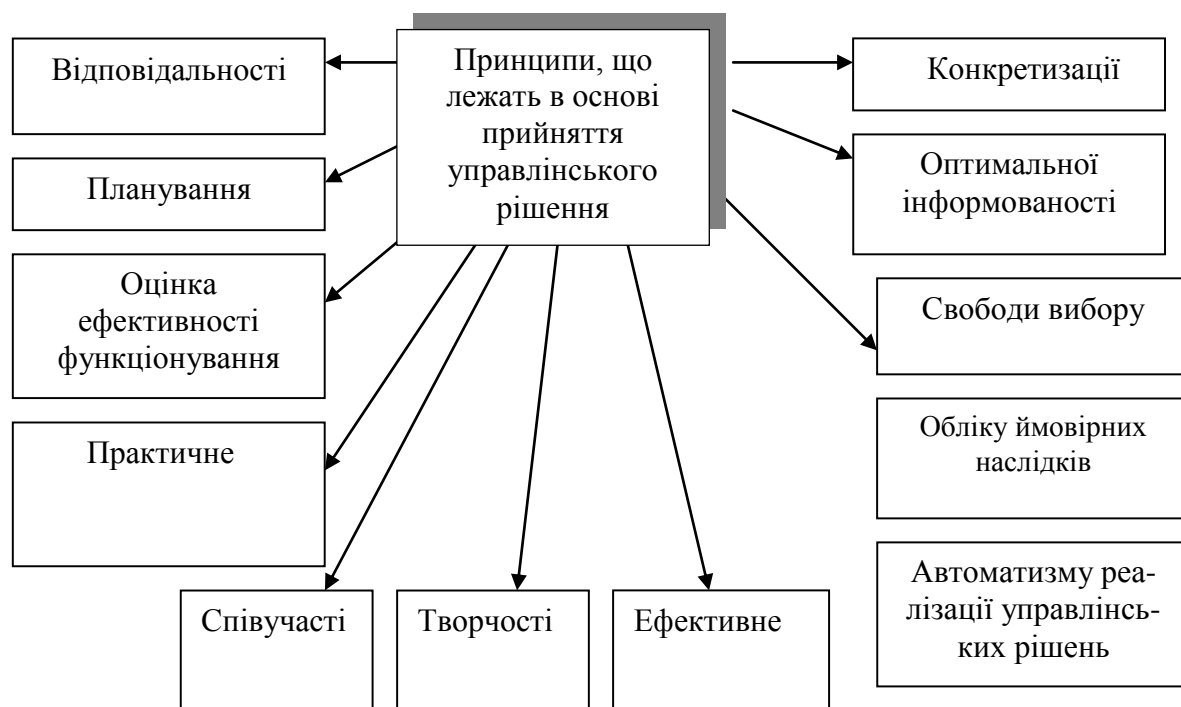 Принципи, що
лежать в основі
прийняття
управлінського
рішення
Відповідальності
Планування
Оцінка
ефективності
функціонування
Практичне
Співучасті
Творчості
Ефективне
Конкретизації
Оптимальної
інформованості
Свободи вибору
Обліку ймовірних
наслідків
Автоматизму реа-
лізації управлінсь-
ких рішень